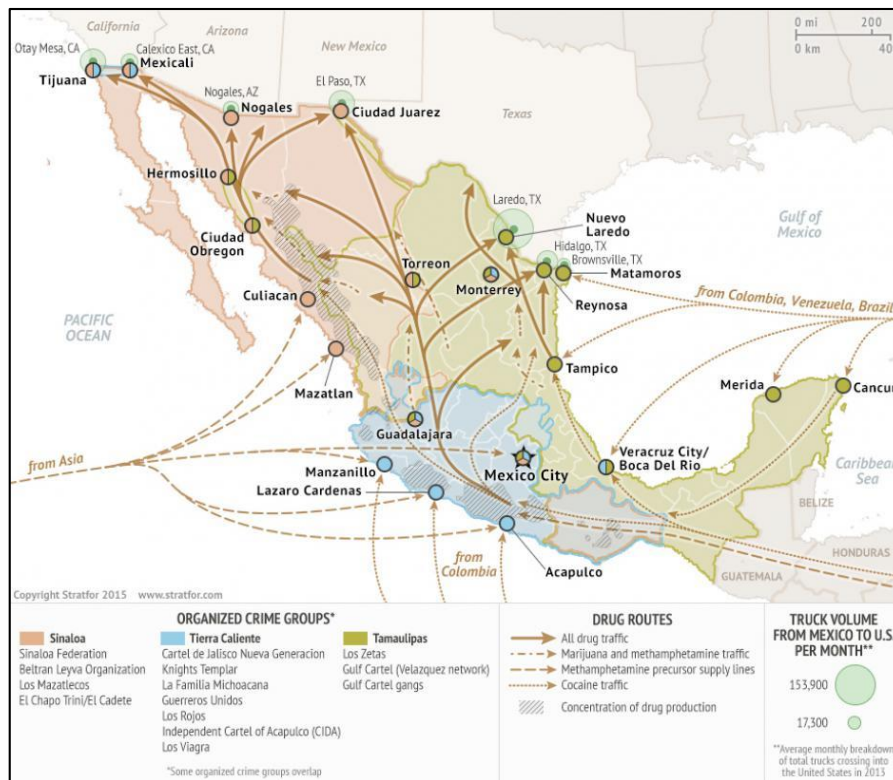 California
Arizona
New Mexico
Texas
0 mi 200
0 km 40
Otay Mesa, CA
Calexico East, CA
Mexicali
Tijuana
Nogales, AZ
Nogales
El Paso, TX
Ciudad Juarez
Hermosillo
Ciudad
Obregon
Laredo, TX
Nuevo
Laredo
Gulf of
Mexico
Hidalgo, TX
Brownsville, TX
Matamoros
Torreon
Monterrey
Reynosa
Culiacan
from Colombia, Venezuela, Brazil
PACIFIC
OCEAN
Mazatlan
Tampico
Merida
Cancun
Guadalajara
from Asia
Manzanillo
Mexico City
Veracruz City/
Boca Del Rio
Caribbean
Sea
Lazaro Cardenas
BELIZE
from
Colombia
Acapulco
HONDURAS
GUATEMALA
Copyright Stratfor 2015 www.stratfor.com
ORGANIZED CRIME GROUPS*
Sinaloa
Sinaloa Federation
Beltran Leyva Organization
Los Mazatlecos
El Chapo Trini/El Cadete
Tierra Caliente
Cartel de Jalisco Nueva Generacion
Knights Templar
La Familia Michoacana
Guerreros Unidos
Los Rojos
Independent Cartel of Acapulco (CIDA)
Los Viagra
Tamaulipas
Los Zetas
Gulf Cartel (Velazquez network)
Gulf Cartel gangs
*Some organized crime groups overlap
DRUG ROUTES
All drug traffic
Marijuana and methamphetamine traffic
Methamphetamine precursor supply lines
Cocaine traffic
Concentration of drug production
TRUCK VOLUME
FROM MEXICO TO U.S.
PER MONTH**
153,900
17,300
**Average monthly breakdown
of total trucks crossing into
the United States in 2013